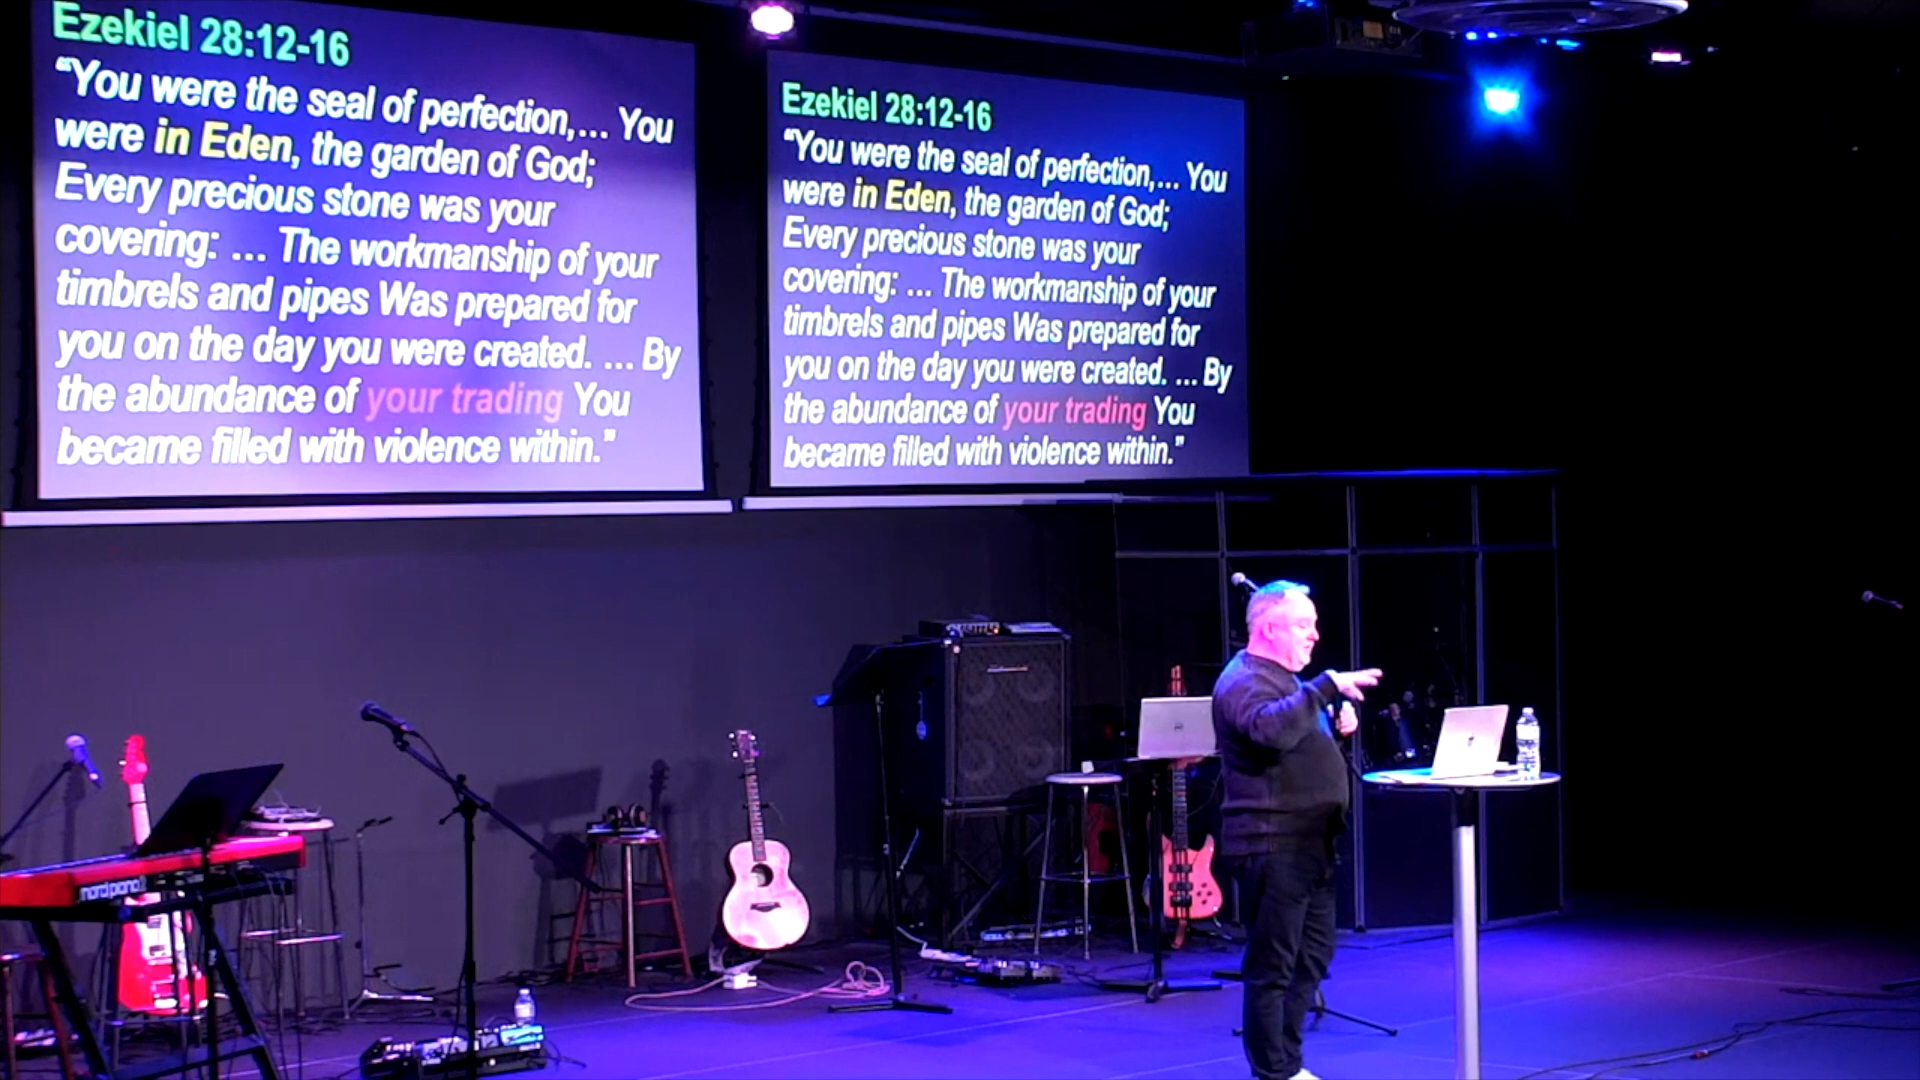 Ezekiel 28:12-16
“You were the seal of perfection,... You
were in Eden, the garden of God;
Every precious stone was your
covering: ... The workmanship of your
timbrels and pipes Was prepared for
you on the day you were created. ... By
the abundance of your trading You
became filled with violence within.”
Ezekiel 28:12-16
“You were the seal of perfection,... You
were in Eden, the garden of God;
Every precious stone was your
covering: ... The workmanship of your
timbrels and pipes Was prepared for
you on the day you were created. ... By
the abundance of your trading You
became filled with violence within.”
nord piano